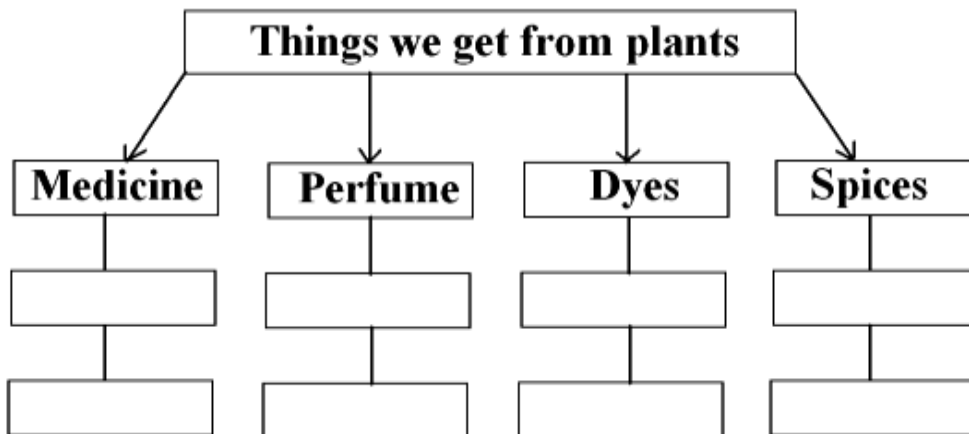 Things we get from plants
Medicine
Perfume
Dyes
Spices